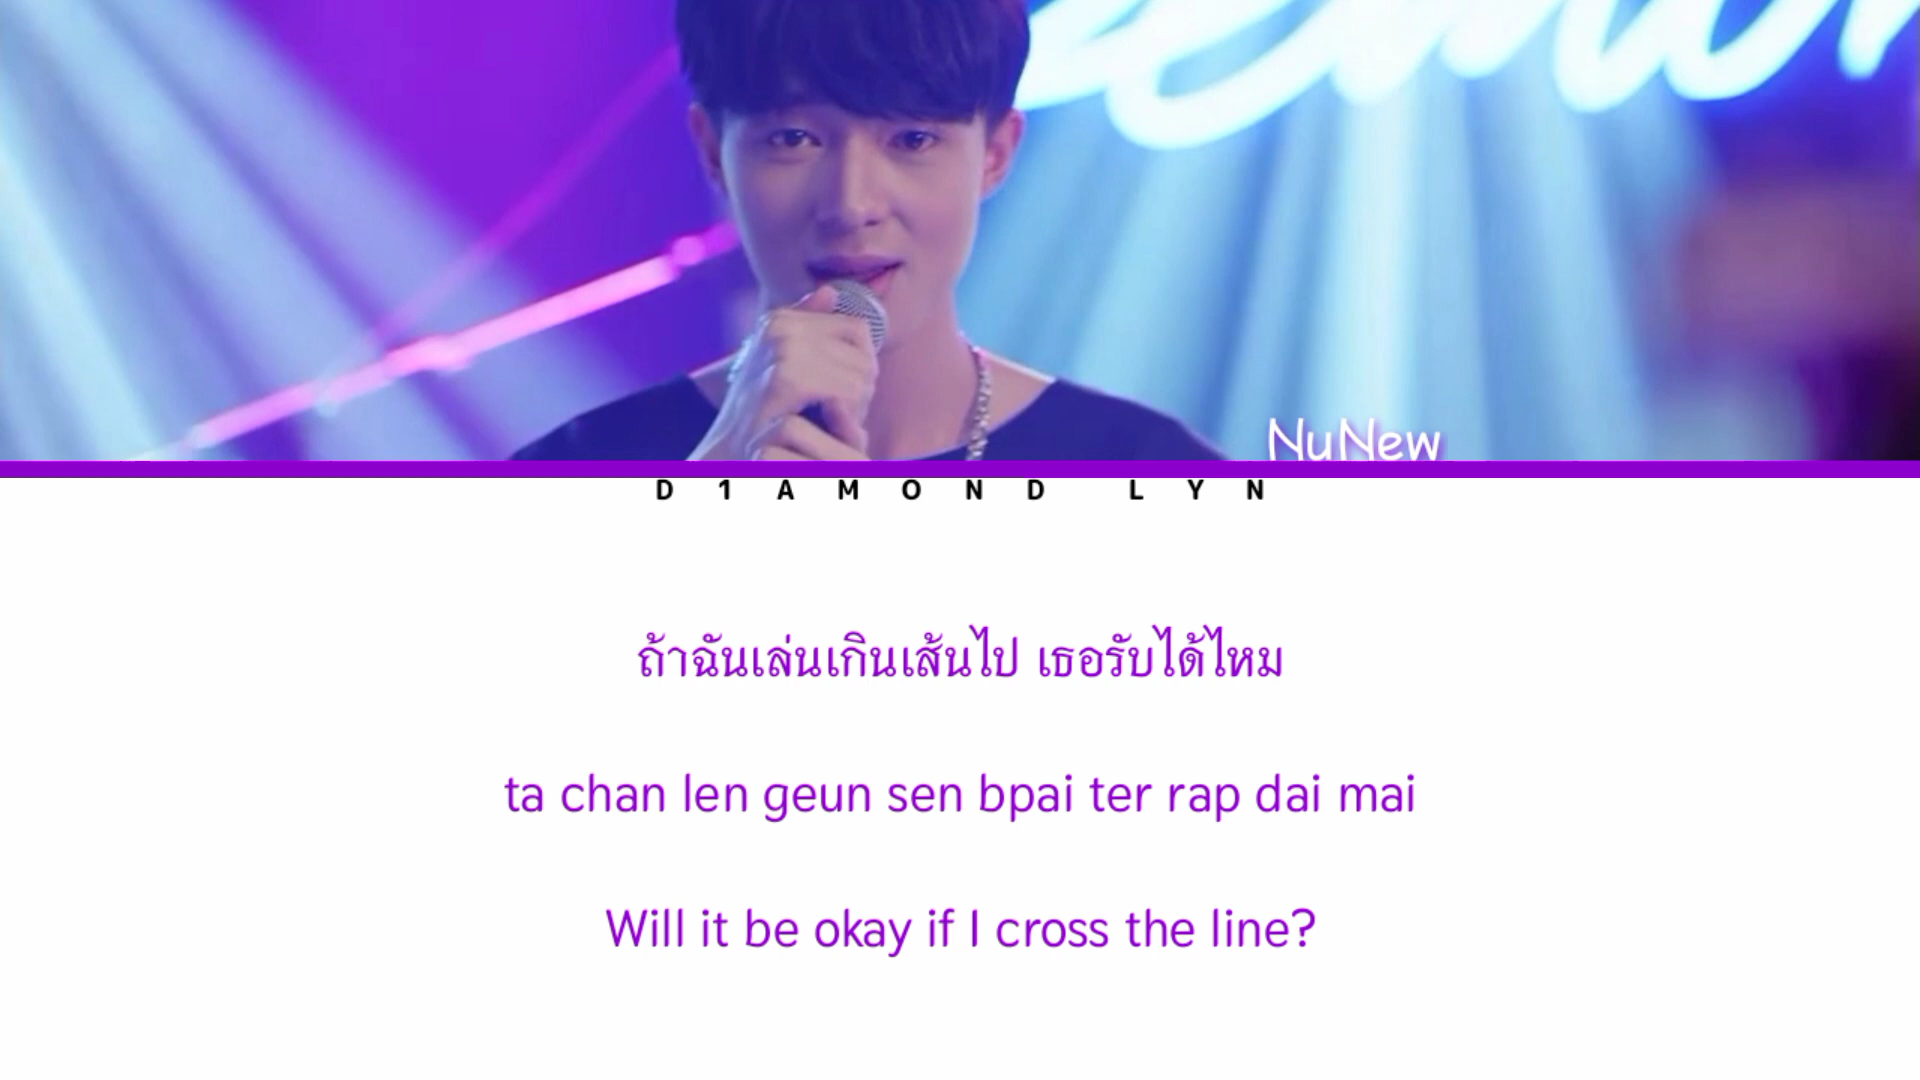 NuNew
D1AMOND LYN
ถ้าฉันเล่นเกินเส้นไป เธอรับได้ไหม
ta chan len geun sen bpai ter rap dai mai
Will it be okay if I cross the line?